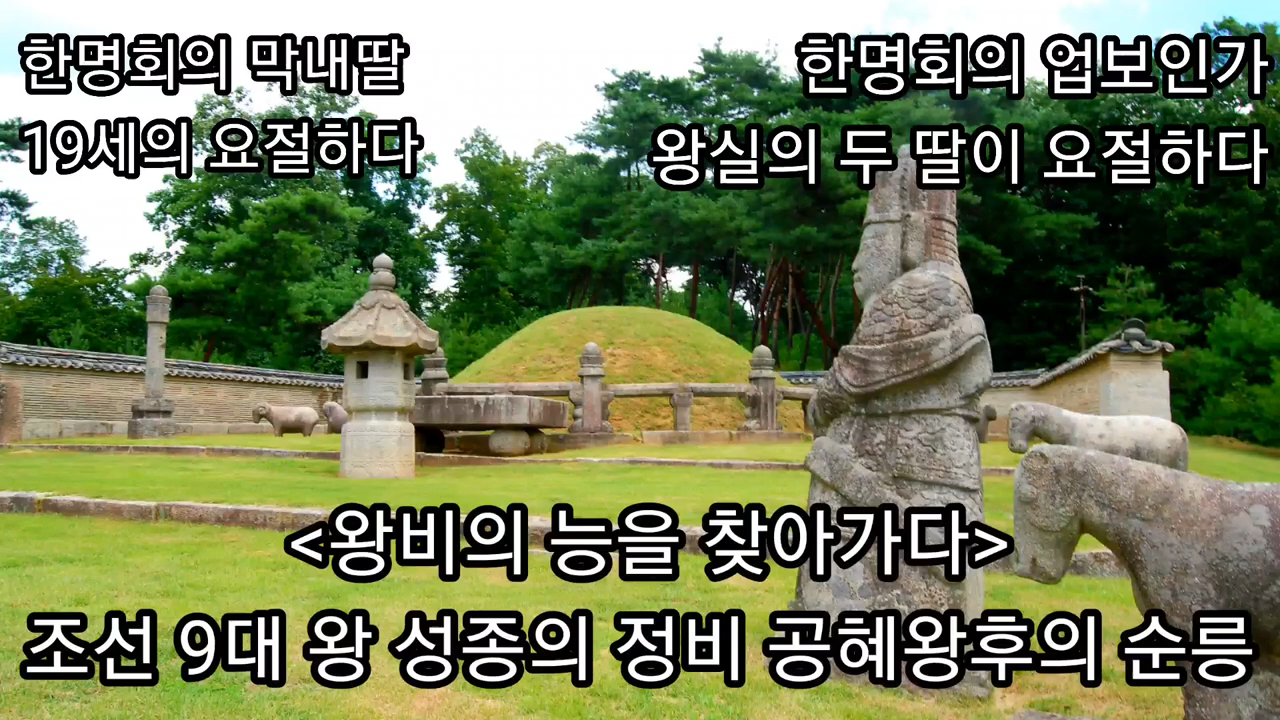 한명회의 막내딸
19세의 요절하다
한명회의 업보인가
왕실의 두 딸이 요절하다
<왕비의 능을 찾아가다>
조선 9대 왕 성종의 정비 공혜왕후의 순릉